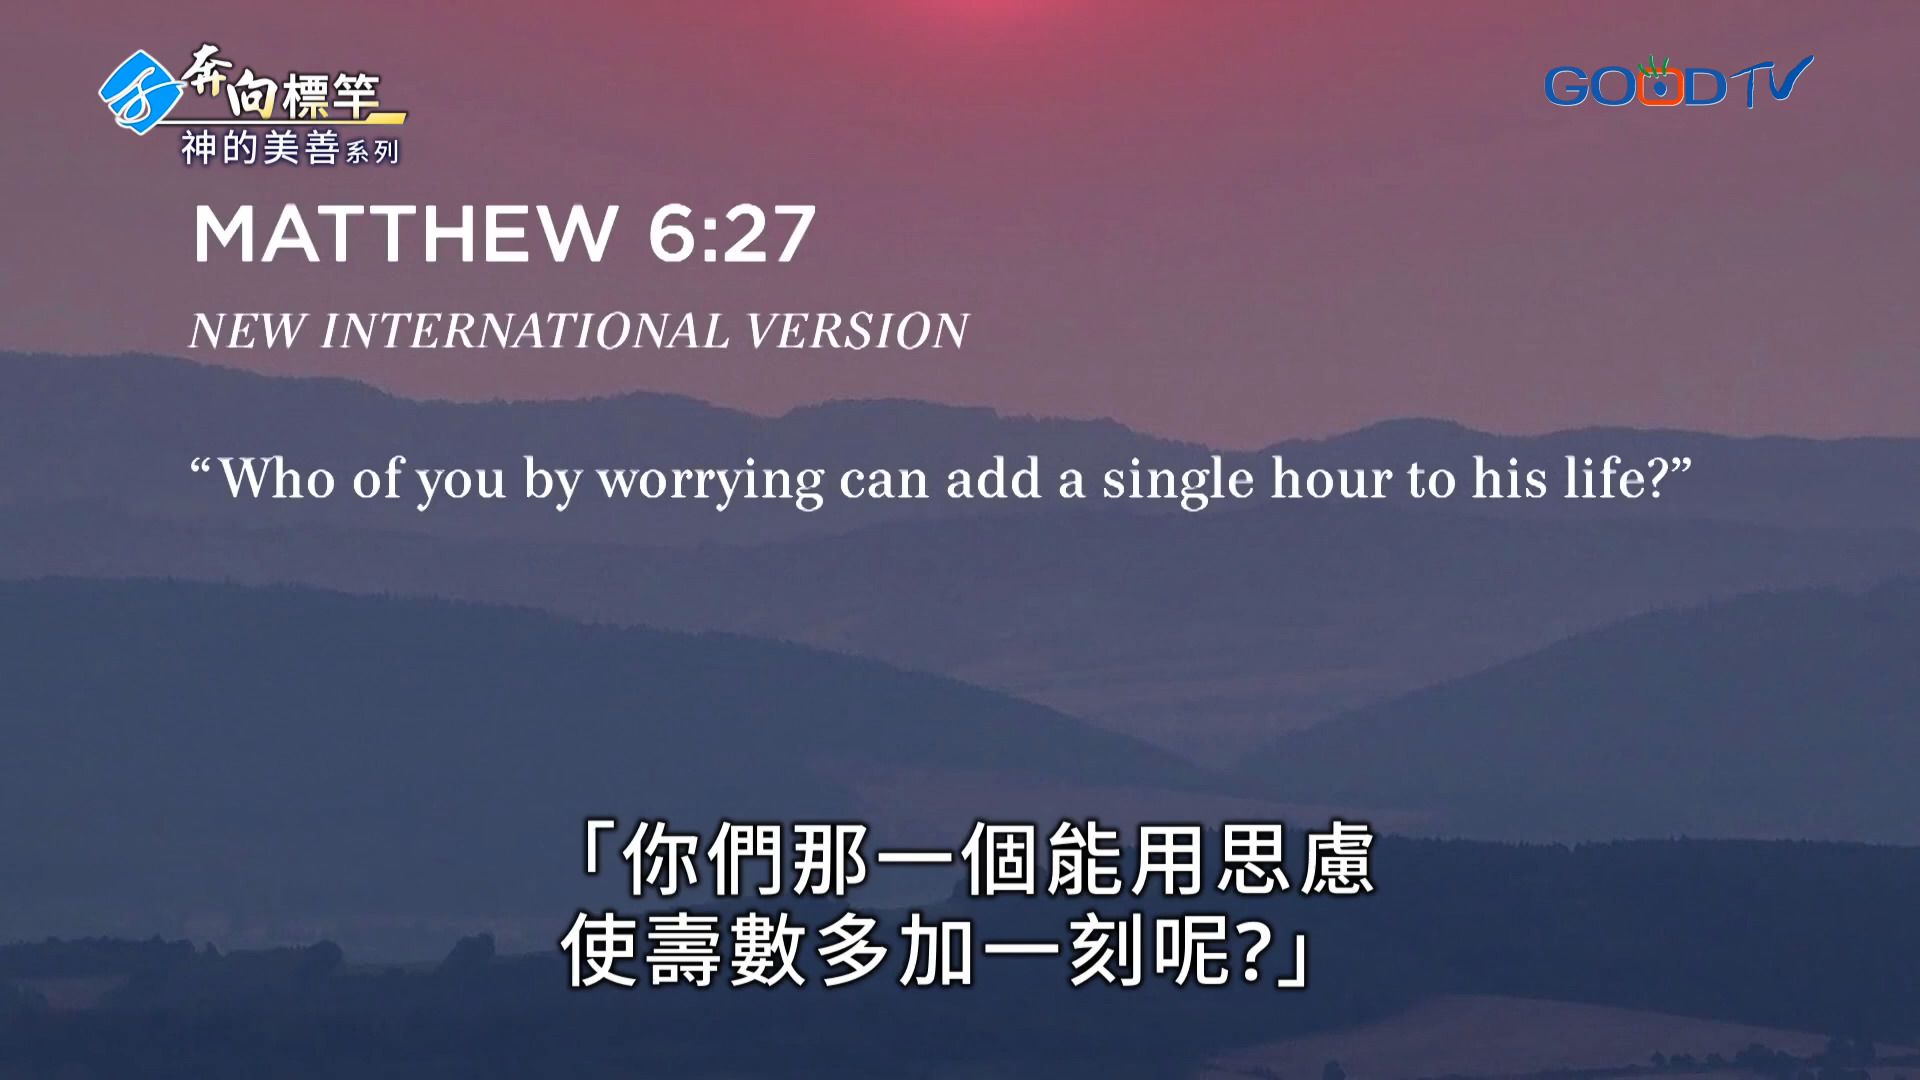 奔向標竿
神的美善系列
GOOD TV
MATTHEW 6:27
NEW INTERNATIONAL VERSION
“Who of you by worrying can add a single hour to his life?”
「你們那一個能用思慮
使壽數多加一刻呢?」